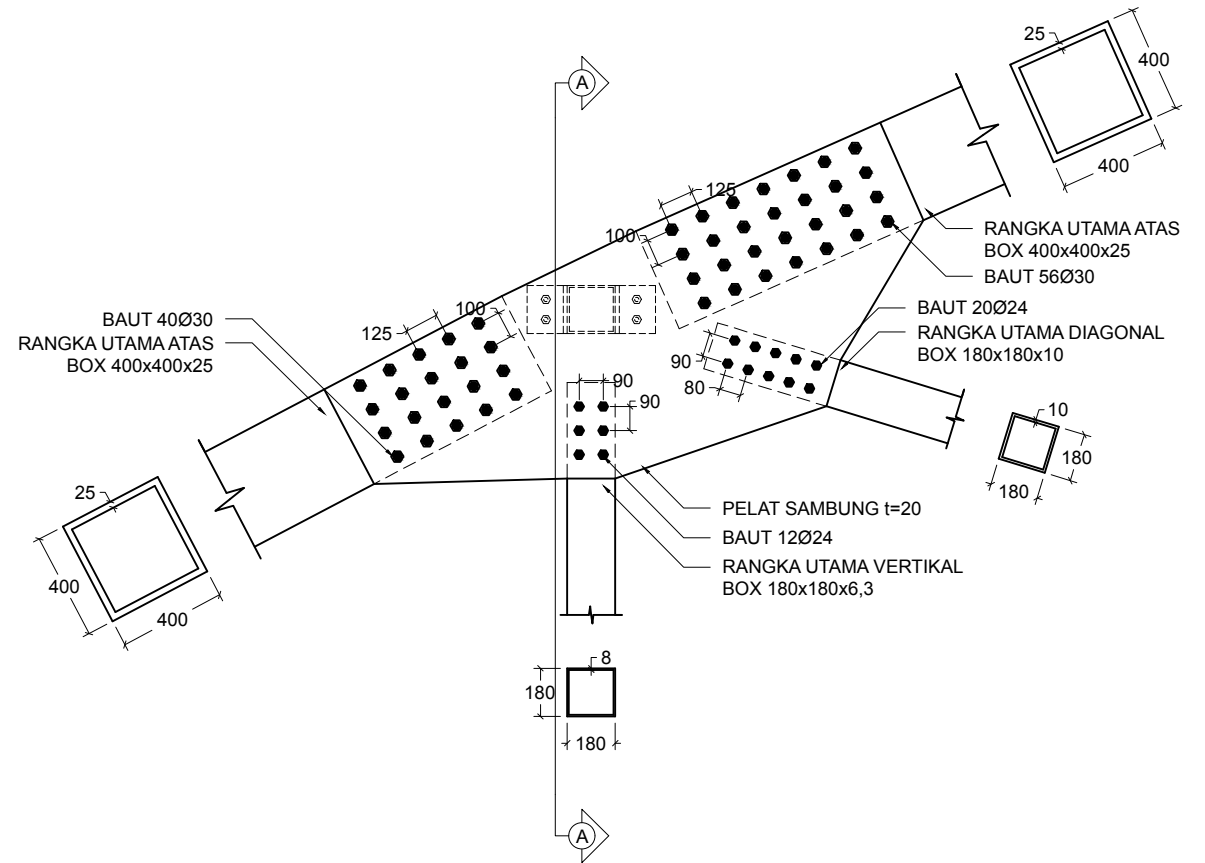 A
25
400
400
125
100
RANGKA UTAMA ATAS
BOX 400x400x25
BAUT 56Ø30
BAUT 40Ø30
RANGKA UTAMA ATAS
BOX 400x400x25
125
100
BAUT 20Ø24
RANGKA UTAMA DIAGONAL
BOX 180x180x10
90
80
90
90
10
180
180
25
400
400
PELAT SAMBUNG t=20
BAUT 12Ø24
RANGKA UTAMA VERTIKAL
BOX 180x180x6,3
8
180
180
A